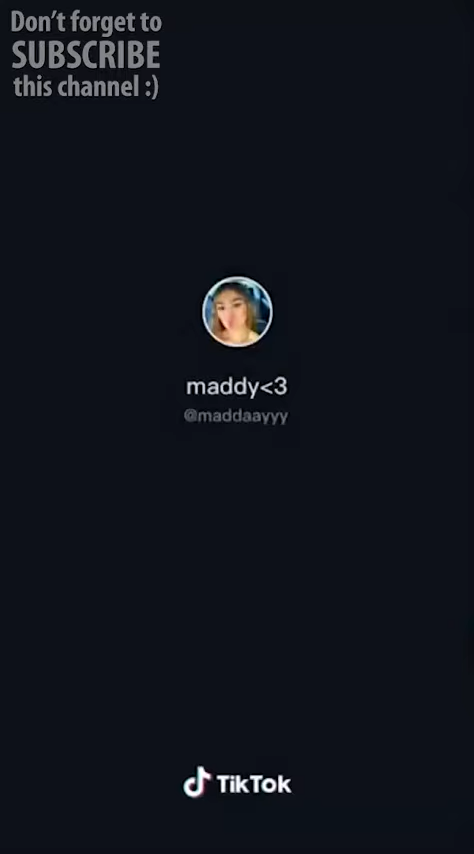 Don't forget to
SUBSCRIBE
this channel :)
maddy<3
@maddaayyy
TikTok